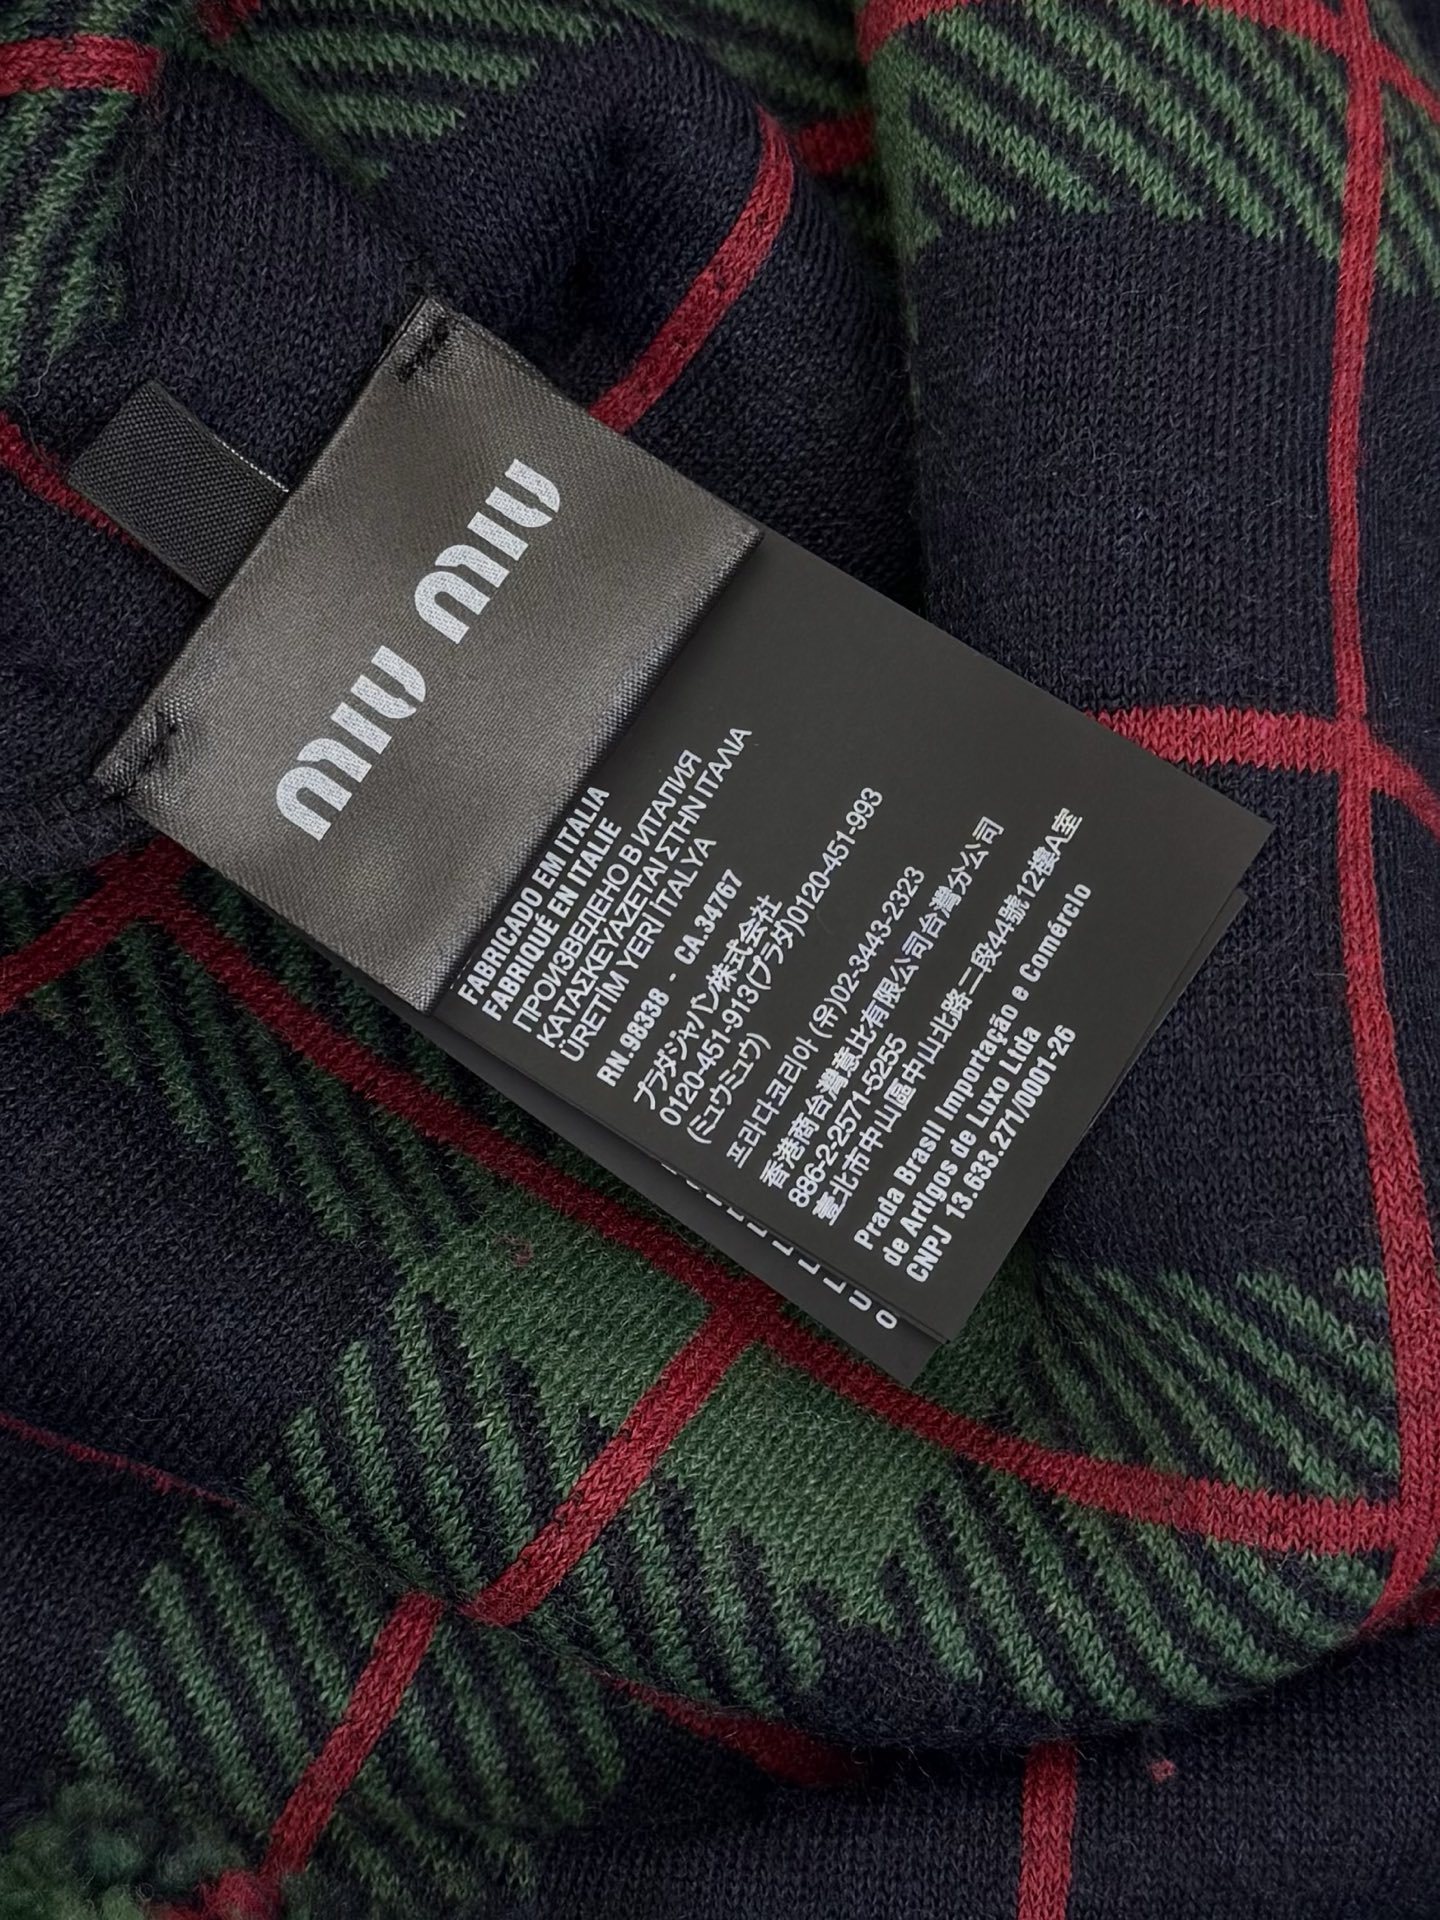 MIU MIU
FABRICADO EM ITALIA
FABRIQUÉ EN ITALIE
ПРОИЗВЕДЕНО В ИТАЛИЯ
ΚΑΤΑΣΚΕΥΑΖΕΤΑΙ ΣΤΗΝ ΙΤΑΛΙΑ
ÜRETİM YERİ İTALYA
RN.98338 - CA.34767
プラダジャパン株式会社
0120-451-913(プラダ)0120-451-993
(ミュウミュウ)
프라다코리아 (유)02-3443-2323
香港商台灣意比有限公司台灣分公司
886-2-2571-5255
臺北市中山區中山北路二段44號12樓A室
Prada Brasil Importação e Comércio
de Artigos de Luxo Ltda
CNPJ 13.633.271/0001-26